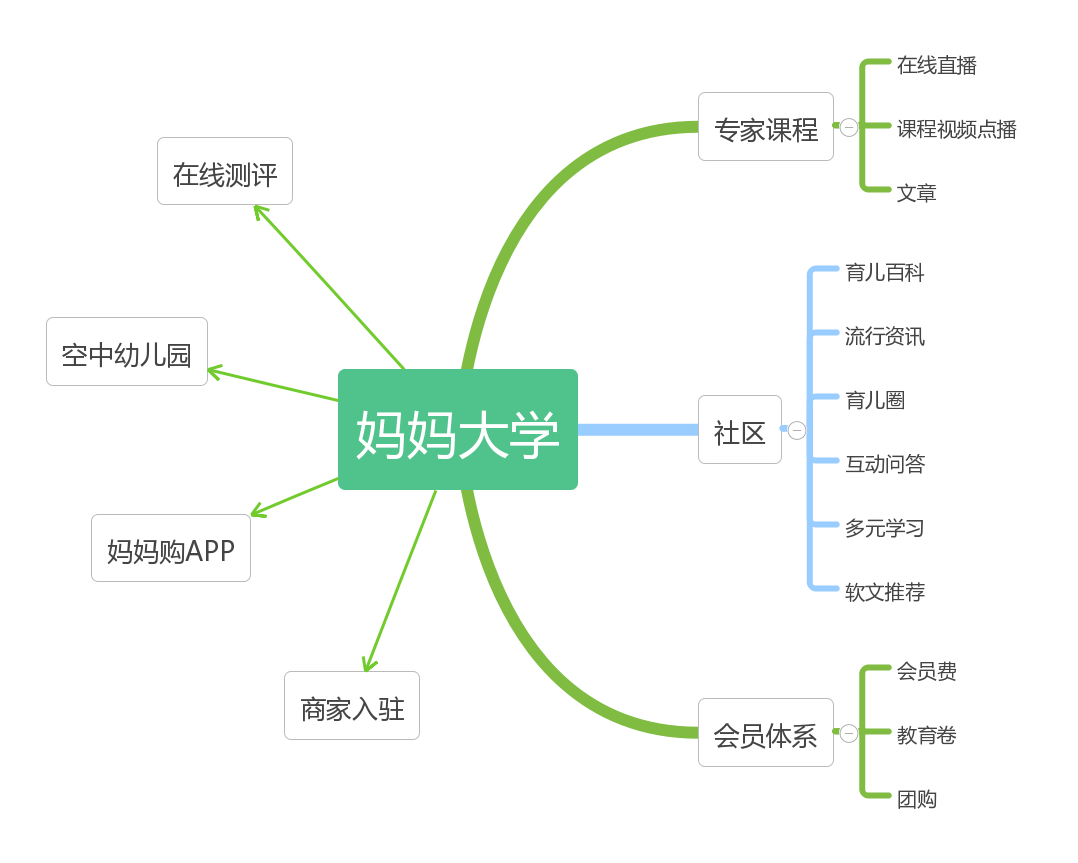 妈妈大学
专家课程
在线直播
课程视频点播
文章
社区
育儿百科
流行资讯
育儿圈
互动问答
多元学习
软文推荐
会员体系
会员费
教育卷
团购
在线测评
空中幼儿园
妈妈购APP
商家入驻